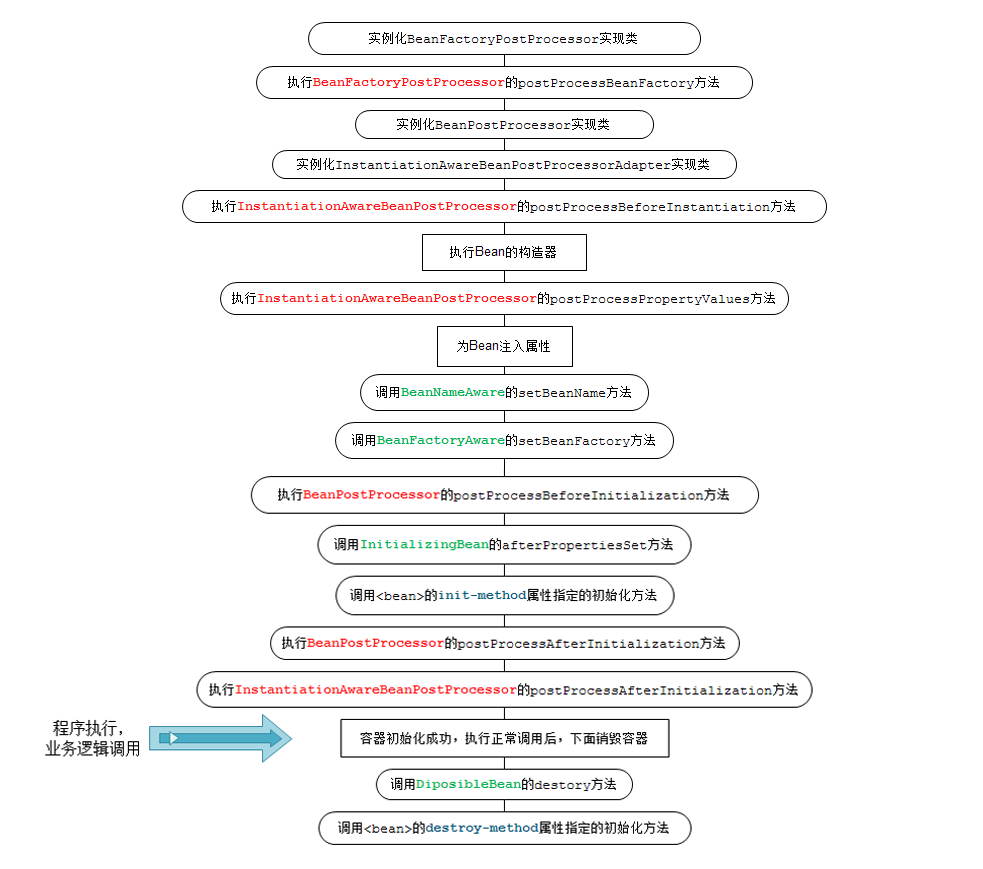 实例化BeanFactoryPostProcessor实现类
执行BeanFactoryPostProcessor的postProcessBeanFactory方法
实例化BeanPostProcessor实现类
实例化InstantiationAwareBeanPostProcessorAdapter实现类
执行InstantiationAwareBeanPostProcessor的postProcessBeforeInstantiation方法
执行Bean的构造器
执行InstantiationAwareBeanPostProcessor的postProcessPropertyValues方法
为Bean注入属性
调用BeanNameAware的setBeanName方法
调用BeanFactoryAware的setBeanFactory方法
执行BeanPostProcessor的postProcessBeforeInitialization方法
调用InitializingBean的afterPropertiesSet方法
调用<bean>的init-method属性指定的初始化方法
执行BeanPostProcessor的postProcessAfterInitialization方法
执行InstantiationAwareBeanPostProcessor的postProcessAfterInitialization方法
程序执行，
业务逻辑调用
容器初始化成功，执行正常调用后，下面销毁容器
调用DiposibleBean的destory方法
调用<bean>的destroy-method属性指定的初始化方法